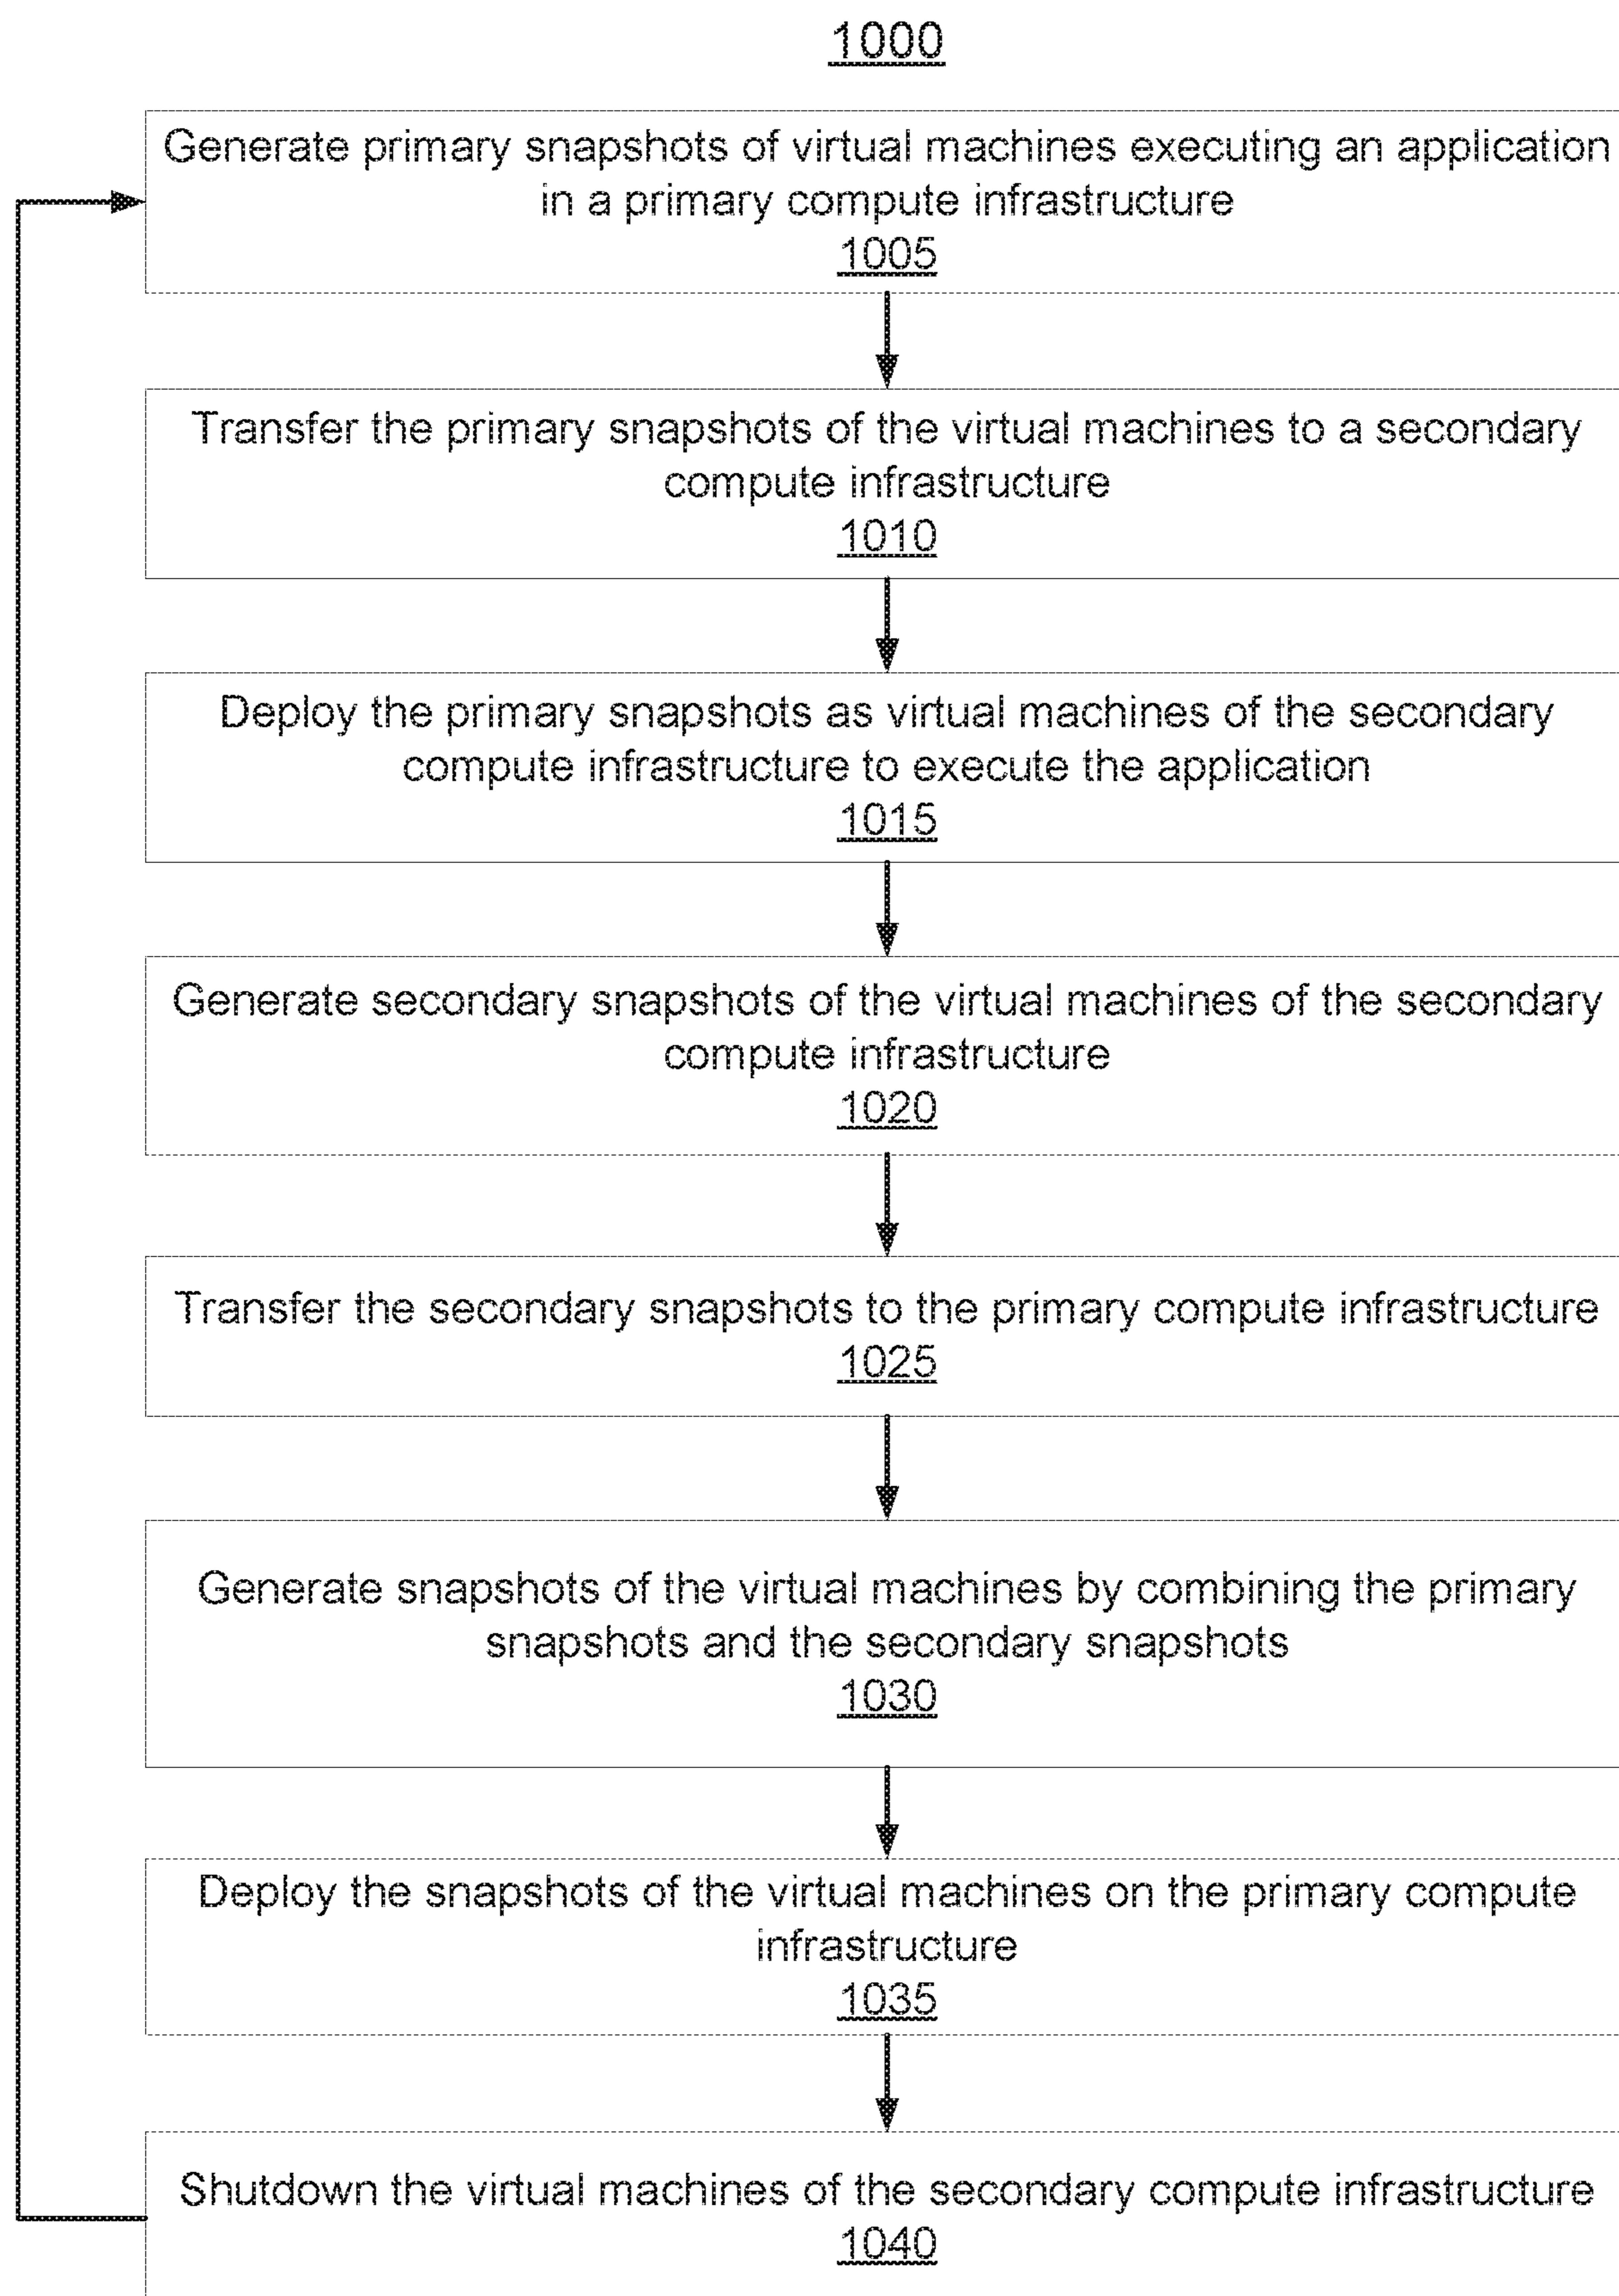 1000
Generate primary snapshots of virtual machines executing an application
in a primary compute infrastructure
1005
Transfer the primary snapshots of the virtual machines to a secondary
compute infrastructure
1010
Deploy the primary snapshots as virtual machines of the secondary
compute infrastructure to execute the application
1015
Generate secondary snapshots of the virtual machines of the secondary
compute infrastructure
1020
Transfer the secondary snapshots to the primary compute infrastructure
1025
Generate snapshots of the virtual machines by combining the primary
snapshots and the secondary snapshots
1030
Deploy the snapshots of the virtual machines on the primary compute
infrastructure
1035
Shutdown the virtual machines of the secondary compute infrastructure
1040